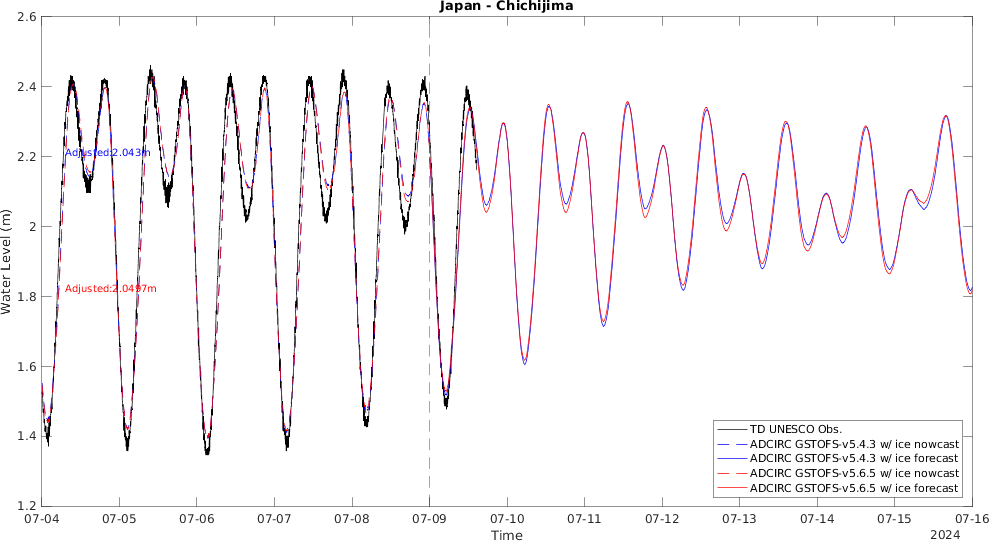 Japan - Chichijima
2.6
2.4
2.2
2
1.8
1.6
1.4
1.2
Water Level (m)
Adjusted:2.043m
Adjusted:2.0497m
TD UNESCO Obs.
ADCIRC GSTOFS-v5.4.3 w/ ice nowcast
ADCIRC GSTOFS-v5.4.3 w/ ice forecast
ADCIRC GSTOFS-v5.6.5 w/ ice nowcast
ADCIRC GSTOFS-v5.6.5 w/ ice forecast
07-04 07-05 07-06 07-07 07-08 07-09 07-10 07-11 07-12 07-13 07-14 07-15 07-16
Time
2024